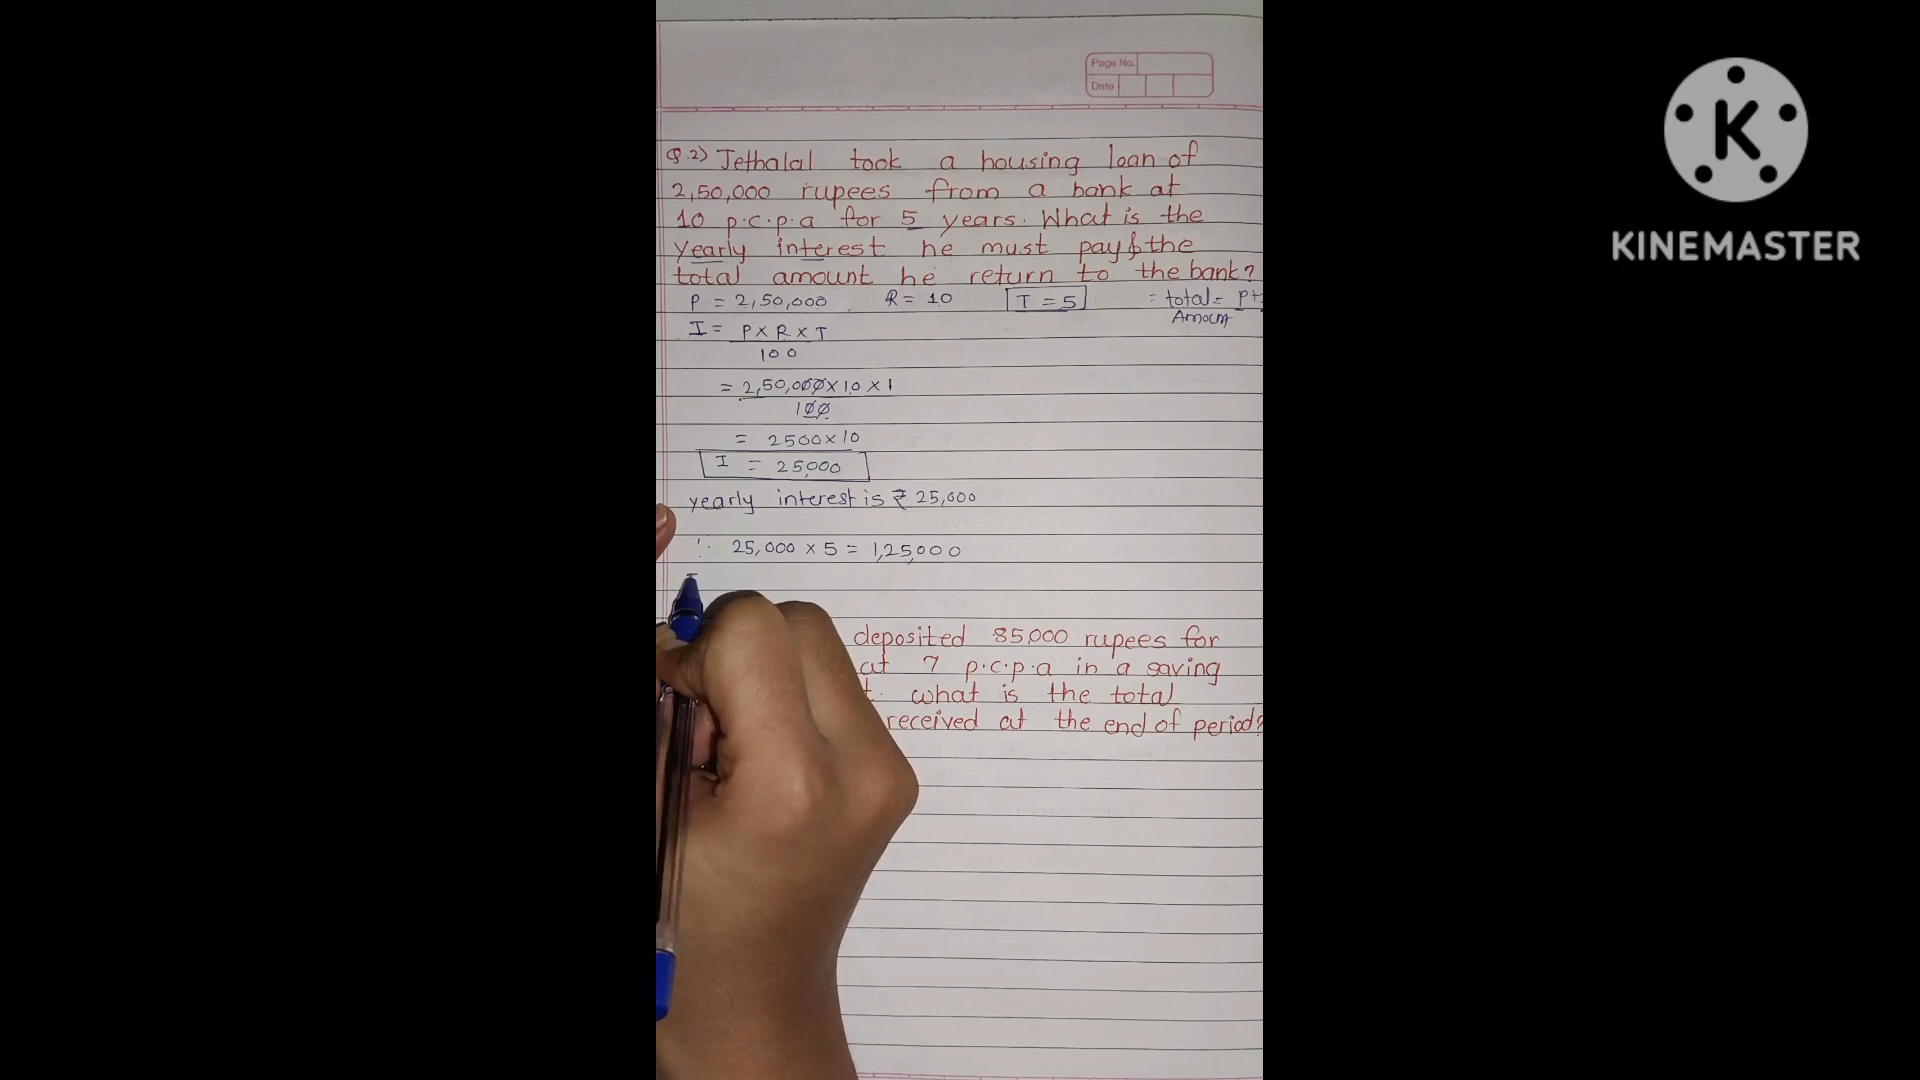 Page No.
Date
Q.2) Jethalal took a housing loan of
2,50,000 rupees from a bank at
10 p.c.p.a for 5 years. What is the
yearly interest he must pay & the
total amount he return to the bank?
P = 2,50,000 R = 10 T = 5 = total = P+
Amount
I = P x R x T
100
= 2,50,000 x 10 x 1
100
= 2500 x 10
I = 25,000
yearly interest is ₹ 25,000
∴ 25,000 x 5 = 1,25,000
deposited 85,000 rupees for
at 7 p.c.p.a in a saving
t. what is the total
received at the end of period?
K
KINEMASTER